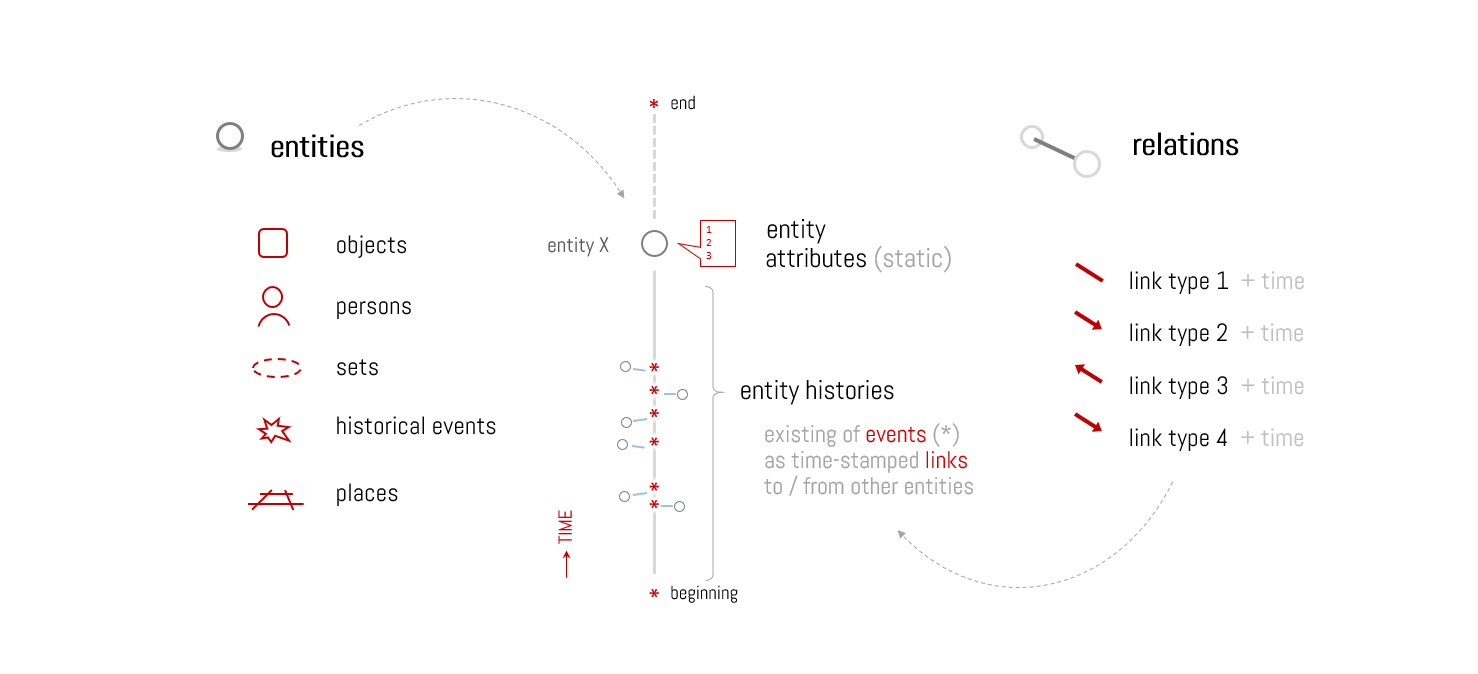 entities
objects
persons
sets
historical events
places
* end
entity X
1
2
3
entity
attributes (static)
entity histories
existing of events (*)
as time-stamped links
to / from other entities
TIME
* beginning
relations
link type 1 + time
link type 2 + time
link type 3 + time
link type 4 + time